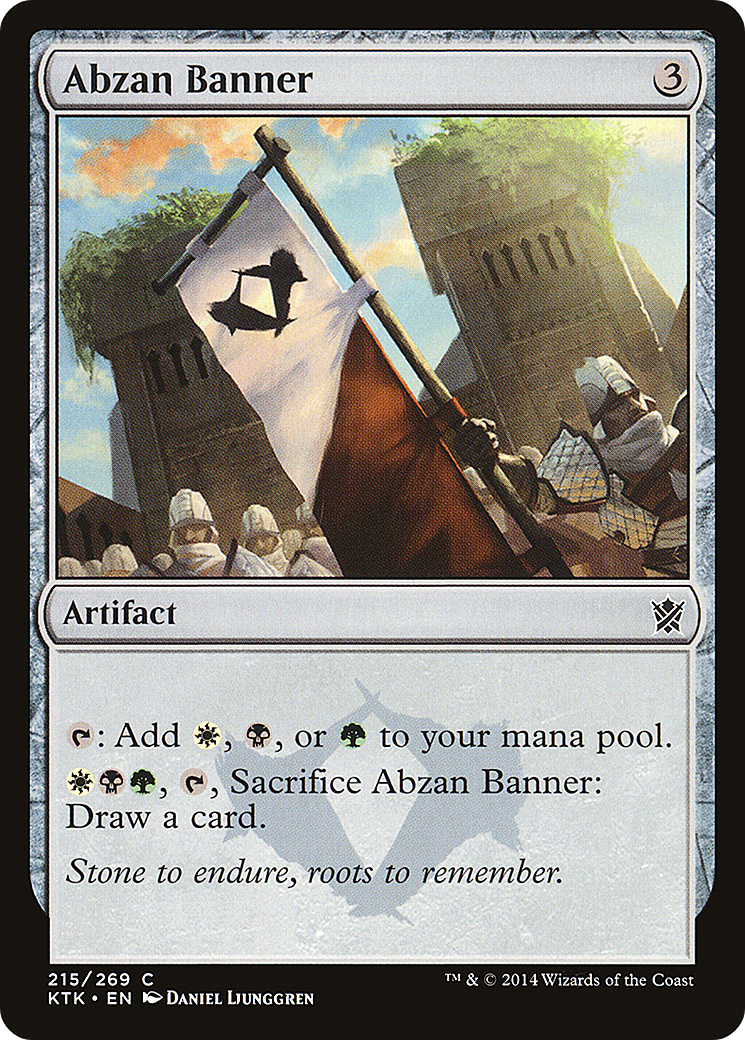 Abzan Banner 3
Artifact
: Add , , or to your mana pool.
, , Sacrifice Abzan Banner:
Draw a card.
Stone to endure, roots to remember.
215/269 C
KTK • EN DANIEL LJUNGGREN
™ & © 2014 Wizards of the Coast